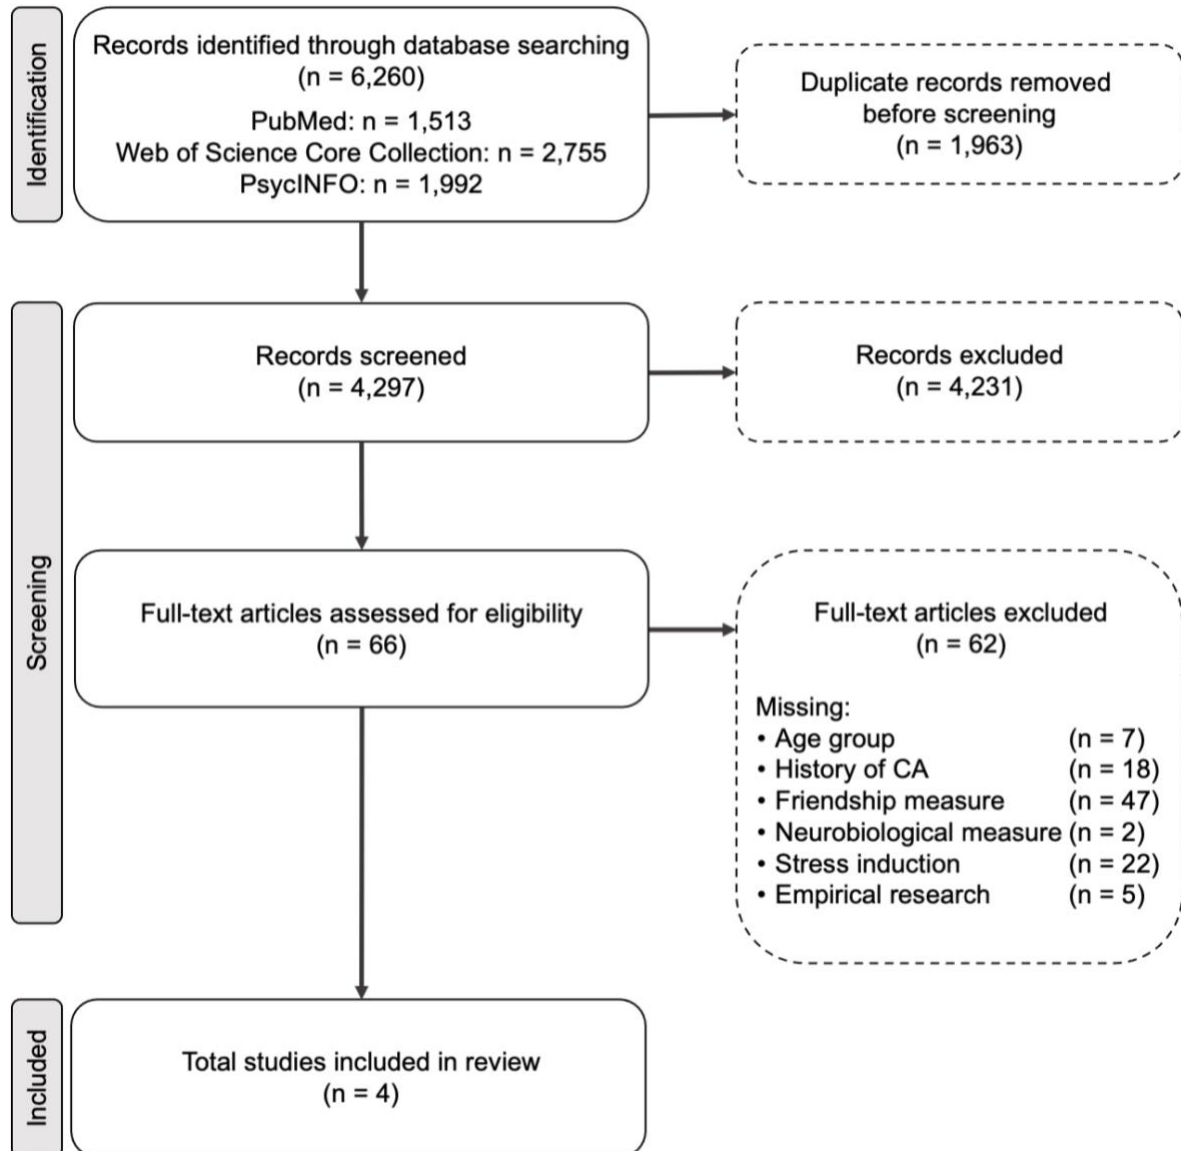 Identification
Records identified through database searching
(n = 6,260)
PubMed: n = 1,513
Web of Science Core Collection: n = 2,755
PsycINFO: n = 1,992
Duplicate records removed
before screening
(n = 1,963)
Screening
Records screened
(n = 4,297)
Records excluded
(n = 4,231)
Full-text articles assessed for eligibility
(n = 66)
Full-text articles excluded
(n = 62)
Missing:
• Age group (n = 7)
• History of CA (n = 18)
• Friendship measure (n = 47)
• Neurobiological measure (n = 2)
• Stress induction (n = 22)
• Empirical research (n = 5)
Included
Total studies included in review
(n = 4)